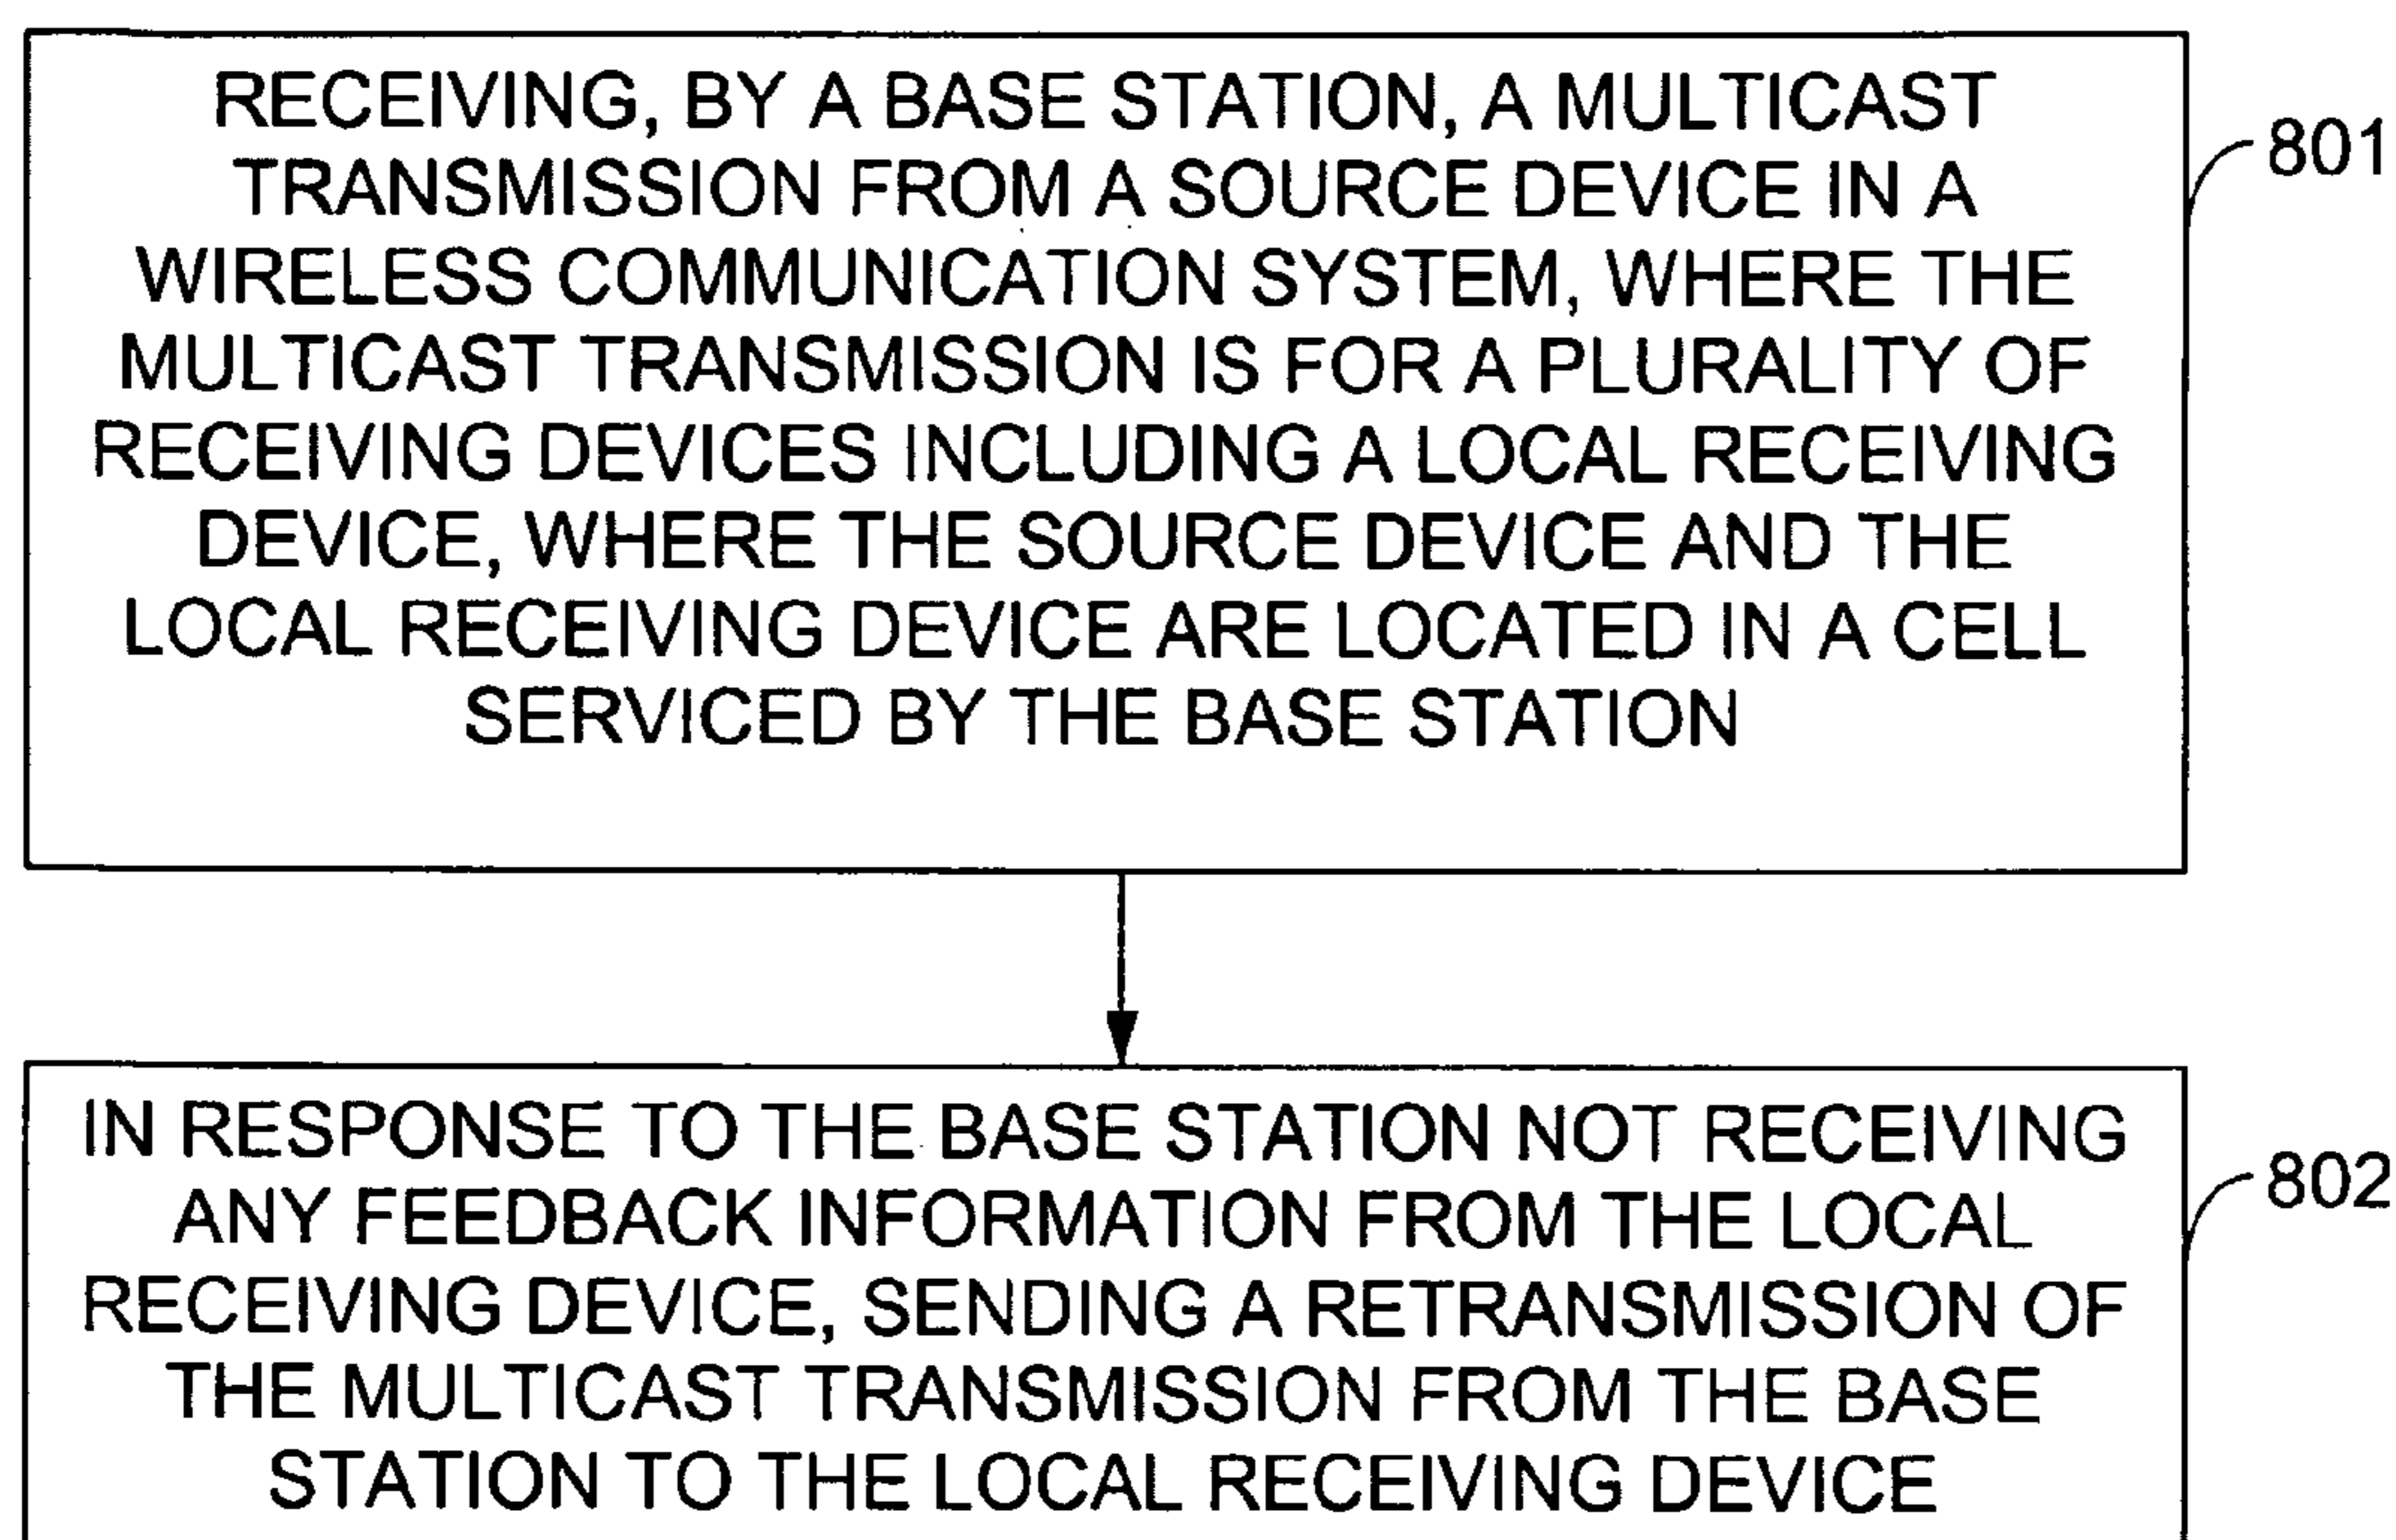 RECEIVING, BY A BASE STATION, A MULTICAST
TRANSMISSION FROM A SOURCE DEVICE IN A
WIRELESS COMMUNICATION SYSTEM, WHERE THE
MULTICAST TRANSMISSION IS FOR A PLURALITY OF
RECEIVING DEVICES INCLUDING A LOCAL RECEIVING
DEVICE, WHERE THE SOURCE DEVICE AND THE
LOCAL RECEIVING DEVICE ARE LOCATED IN A CELL
SERVICED BY THE BASE STATION
801
IN RESPONSE TO THE BASE STATION NOT RECEIVING
ANY FEEDBACK INFORMATION FROM THE LOCAL
RECEIVING DEVICE, SENDING A RETRANSMISSION OF
THE MULTICAST TRANSMISSION FROM THE BASE
STATION TO THE LOCAL RECEIVING DEVICE
802